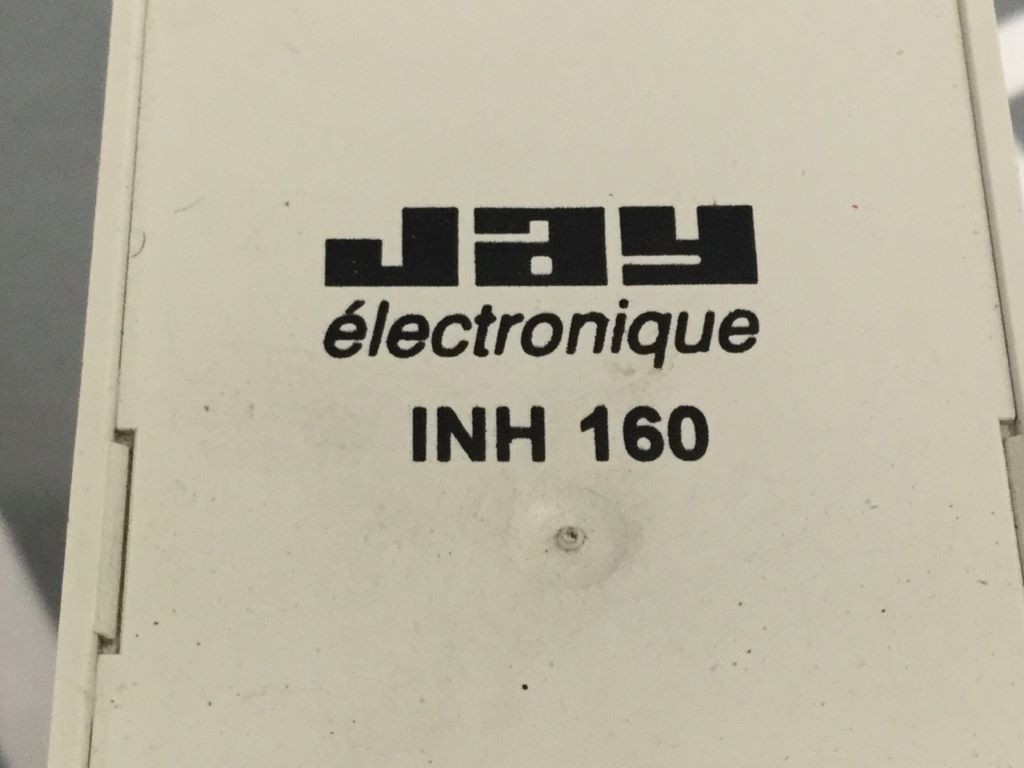 Jay
électronique
INH 160